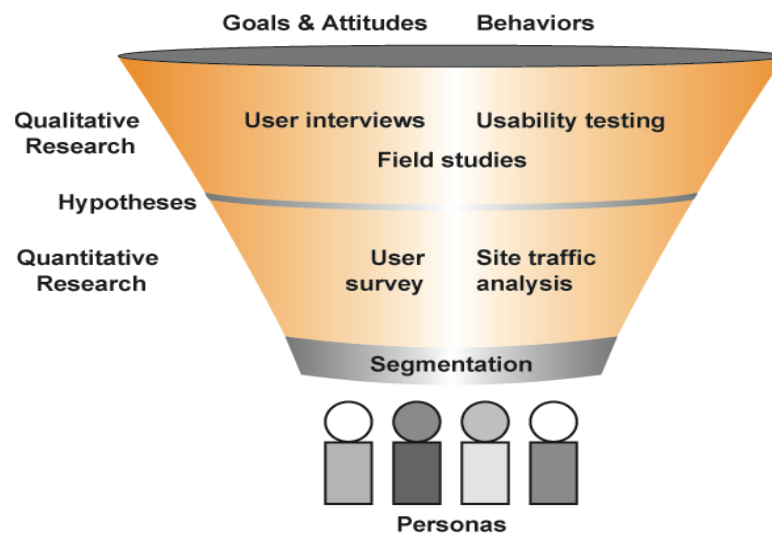 Goals & Attitudes
Behaviors
Qualitative
Research
User interviews
Usability testing
Field studies
Hypotheses
Quantitative
Research
User
survey
Site traffic
analysis
Segmentation
Personas